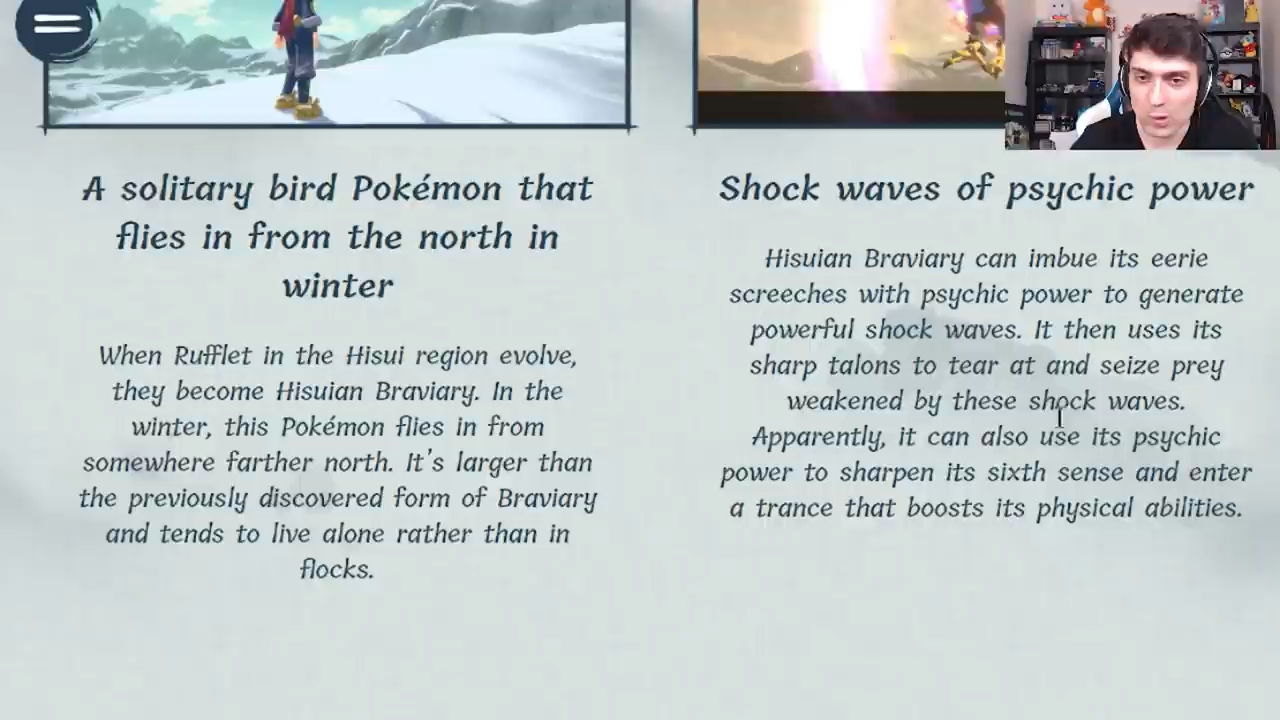 A solitary bird Pokémon that
flies in from the north in
winter
When Rufflet in the Hisui region evolve,
they become Hisuian Braviary. In the
winter, this Pokémon flies in from
somewhere farther north. It's larger than
the previously discovered form of Braviary
and tends to live alone rather than in
flocks.
Shock waves of psychic power
Hisuian Braviary can imbue its eerie
screeches with psychic power to generate
powerful shock waves. It then uses its
sharp talons to tear at and seize prey
weakened by these shock waves.
Apparently, it can also use its psychic
power to sharpen its sixth sense and enter
a trance that boosts its physical abilities.